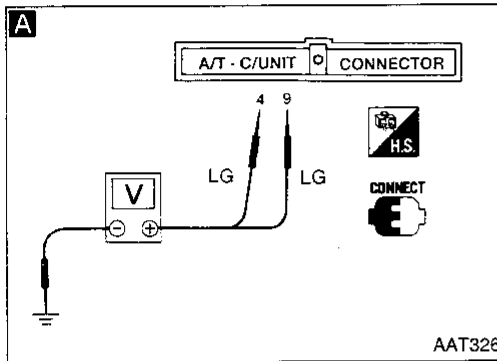 A
A/T - C/UNIT CONNECTOR
4 9
H.S.
LG LG
CONNECT
V
- +
AAT326